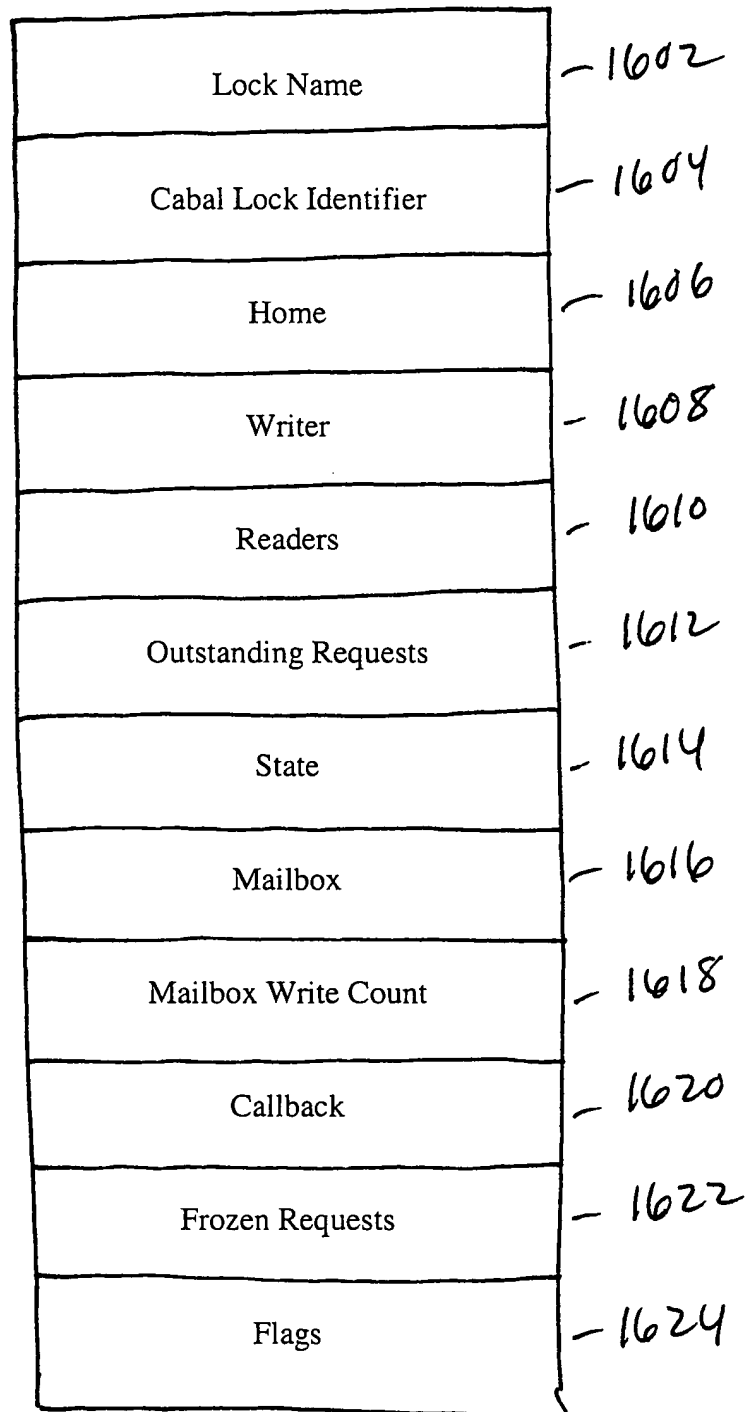 Lock Name - 1602
Cabal Lock Identifier - 1604
Home - 1606
Writer - 1608
Readers - 1610
Outstanding Requests - 1612
State - 1614
Mailbox - 1616
Mailbox Write Count - 1618
Callback - 1620
Frozen Requests - 1622
Flags - 1624